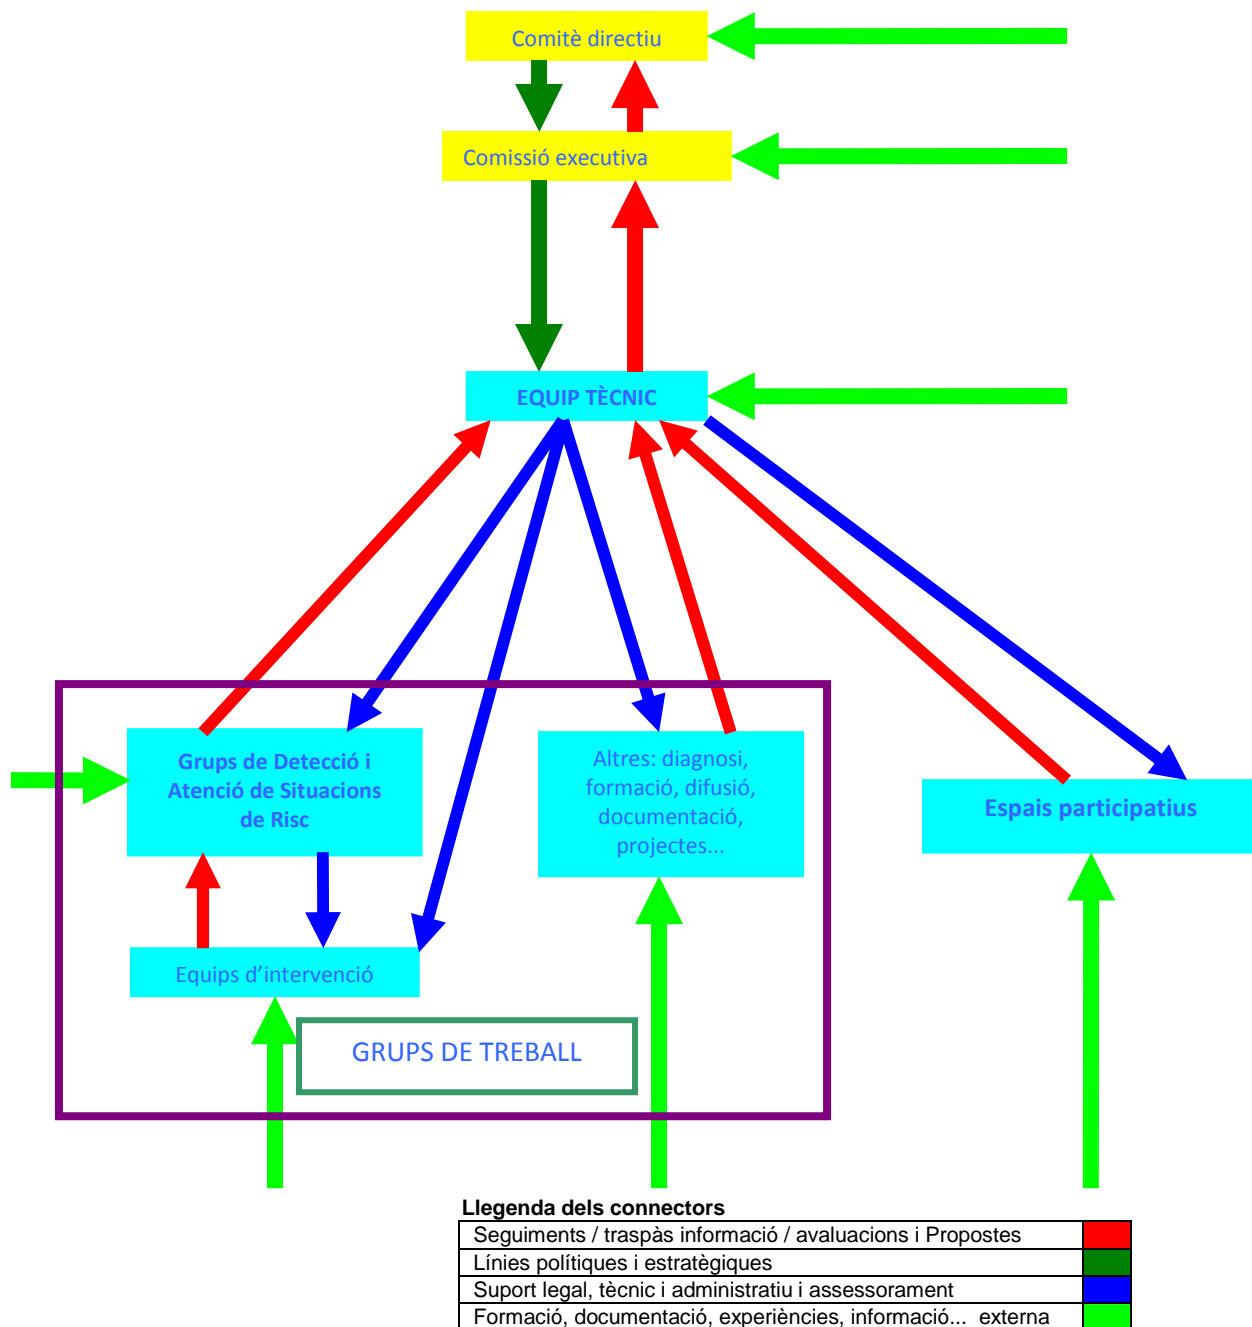 Comitè directiu
Comissió executiva
EQUIP TÈCNIC
Grups de Detecció i
Atenció de Situacions
de Risc
Altres: diagnosi,
formació, difusió,
documentació,
projectes...
Espais participatius
Equips d’intervenció
GRUPS DE TREBALL
Llegenda dels connectors
Seguiments / traspàs informació / avaluacions i Propostes
Línies polítiques i estratègiques
Suport legal, tècnic i administratiu i assessorament
Formació, documentació, experiències, informació... externa